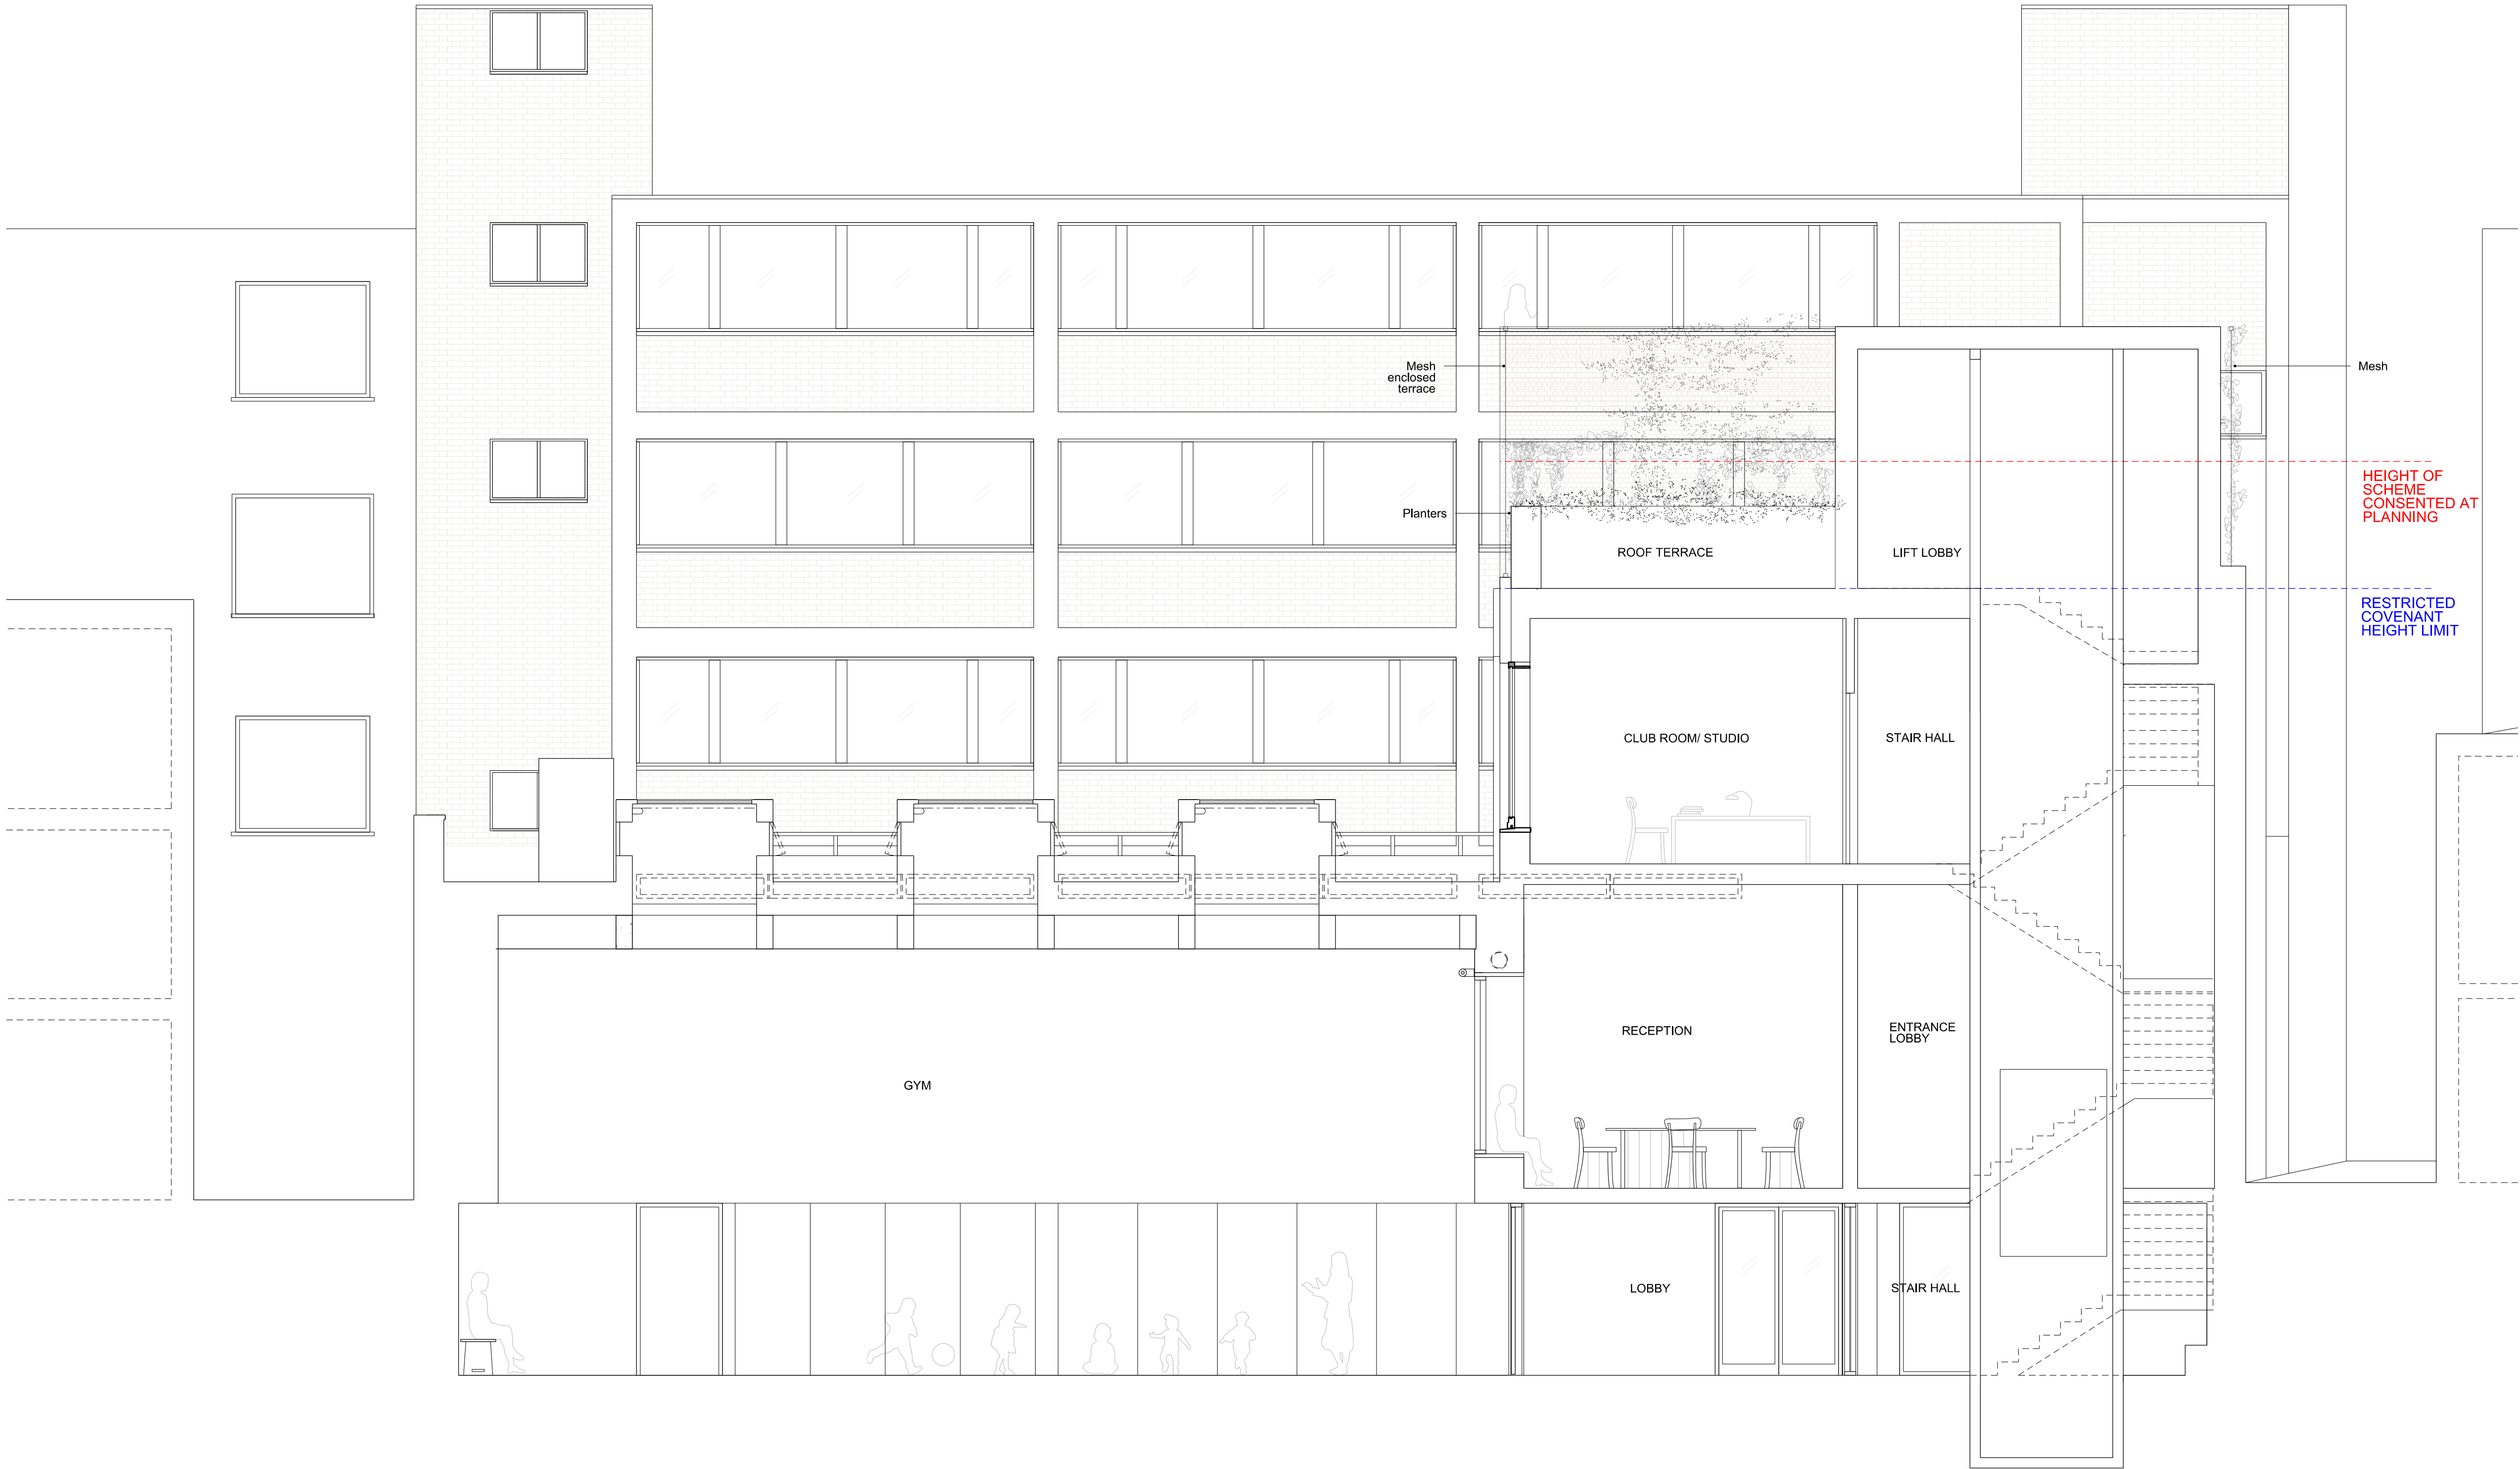 Mesh
enclosed
terrace
Mesh
HEIGHT OF
SCHEME
CONSENTED AT
PLANNING
Planters
ROOF TERRACE
LIFT LOBBY
RESTRICTED
COVENANT
HEIGHT LIMIT
CLUB ROOM/ STUDIO
STAIR HALL
RECEPTION
ENTRANCE
LOBBY
GYM
LOBBY
STAIR HALL